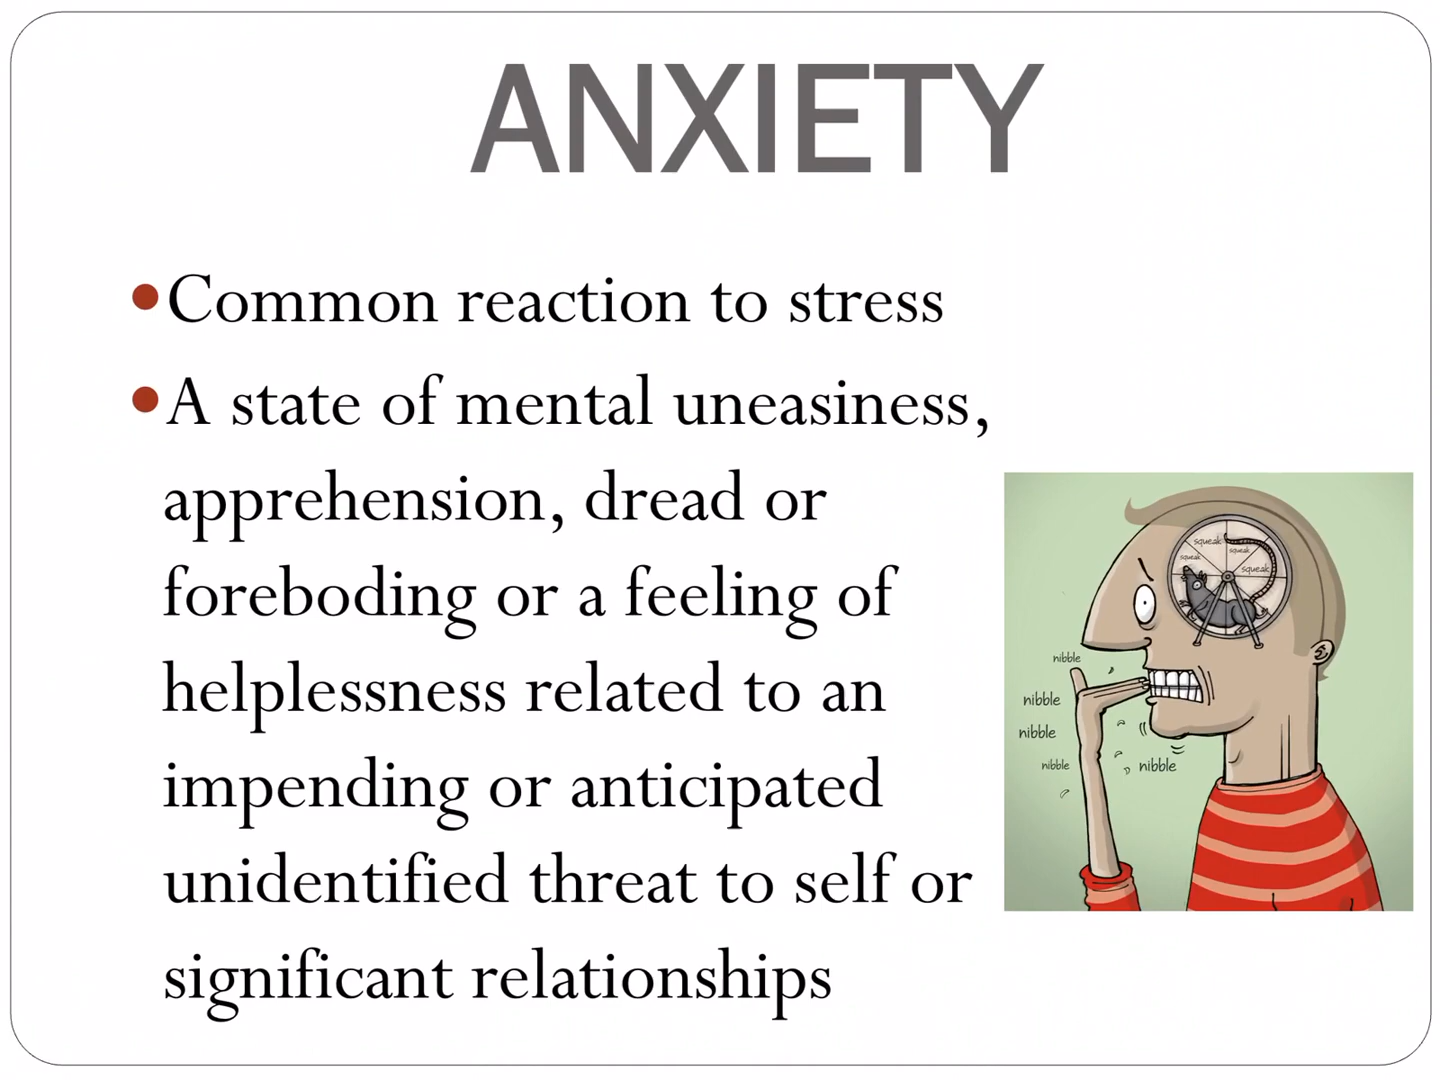 ANXIETY
•Common reaction to stress
•A state of mental uneasiness,
apprehension, dread or
foreboding or a feeling of
helplessness related to an
impending or anticipated
unidentified threat to self or
significant relationships
squeak
squeak
squeak
squeak
nibble
nibble
nibble
nibble
nibble